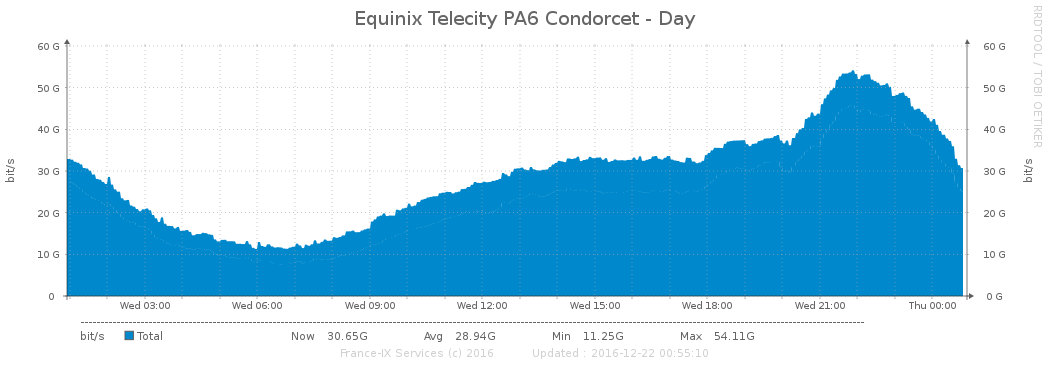 Equinix Telecity PA6 Condorcet - Day
RRDTOOL / TOBI OETIKER
bit/s
60 G 60 G
50 G 50 G
40 G 40 G
30 G 30 G
20 G 20 G
10 G 10 G
0 0 G
bit/s
Wed 03:00 Wed 06:00 Wed 09:00 Wed 12:00 Wed 15:00 Wed 18:00 Wed 21:00 Thu 00:00
bit/s Total Now 30.65G Avg 28.94G Min 11.25G Max 54.11G
France-IX Services (c) 2016 Updated : 2016-12-22 00:55:10